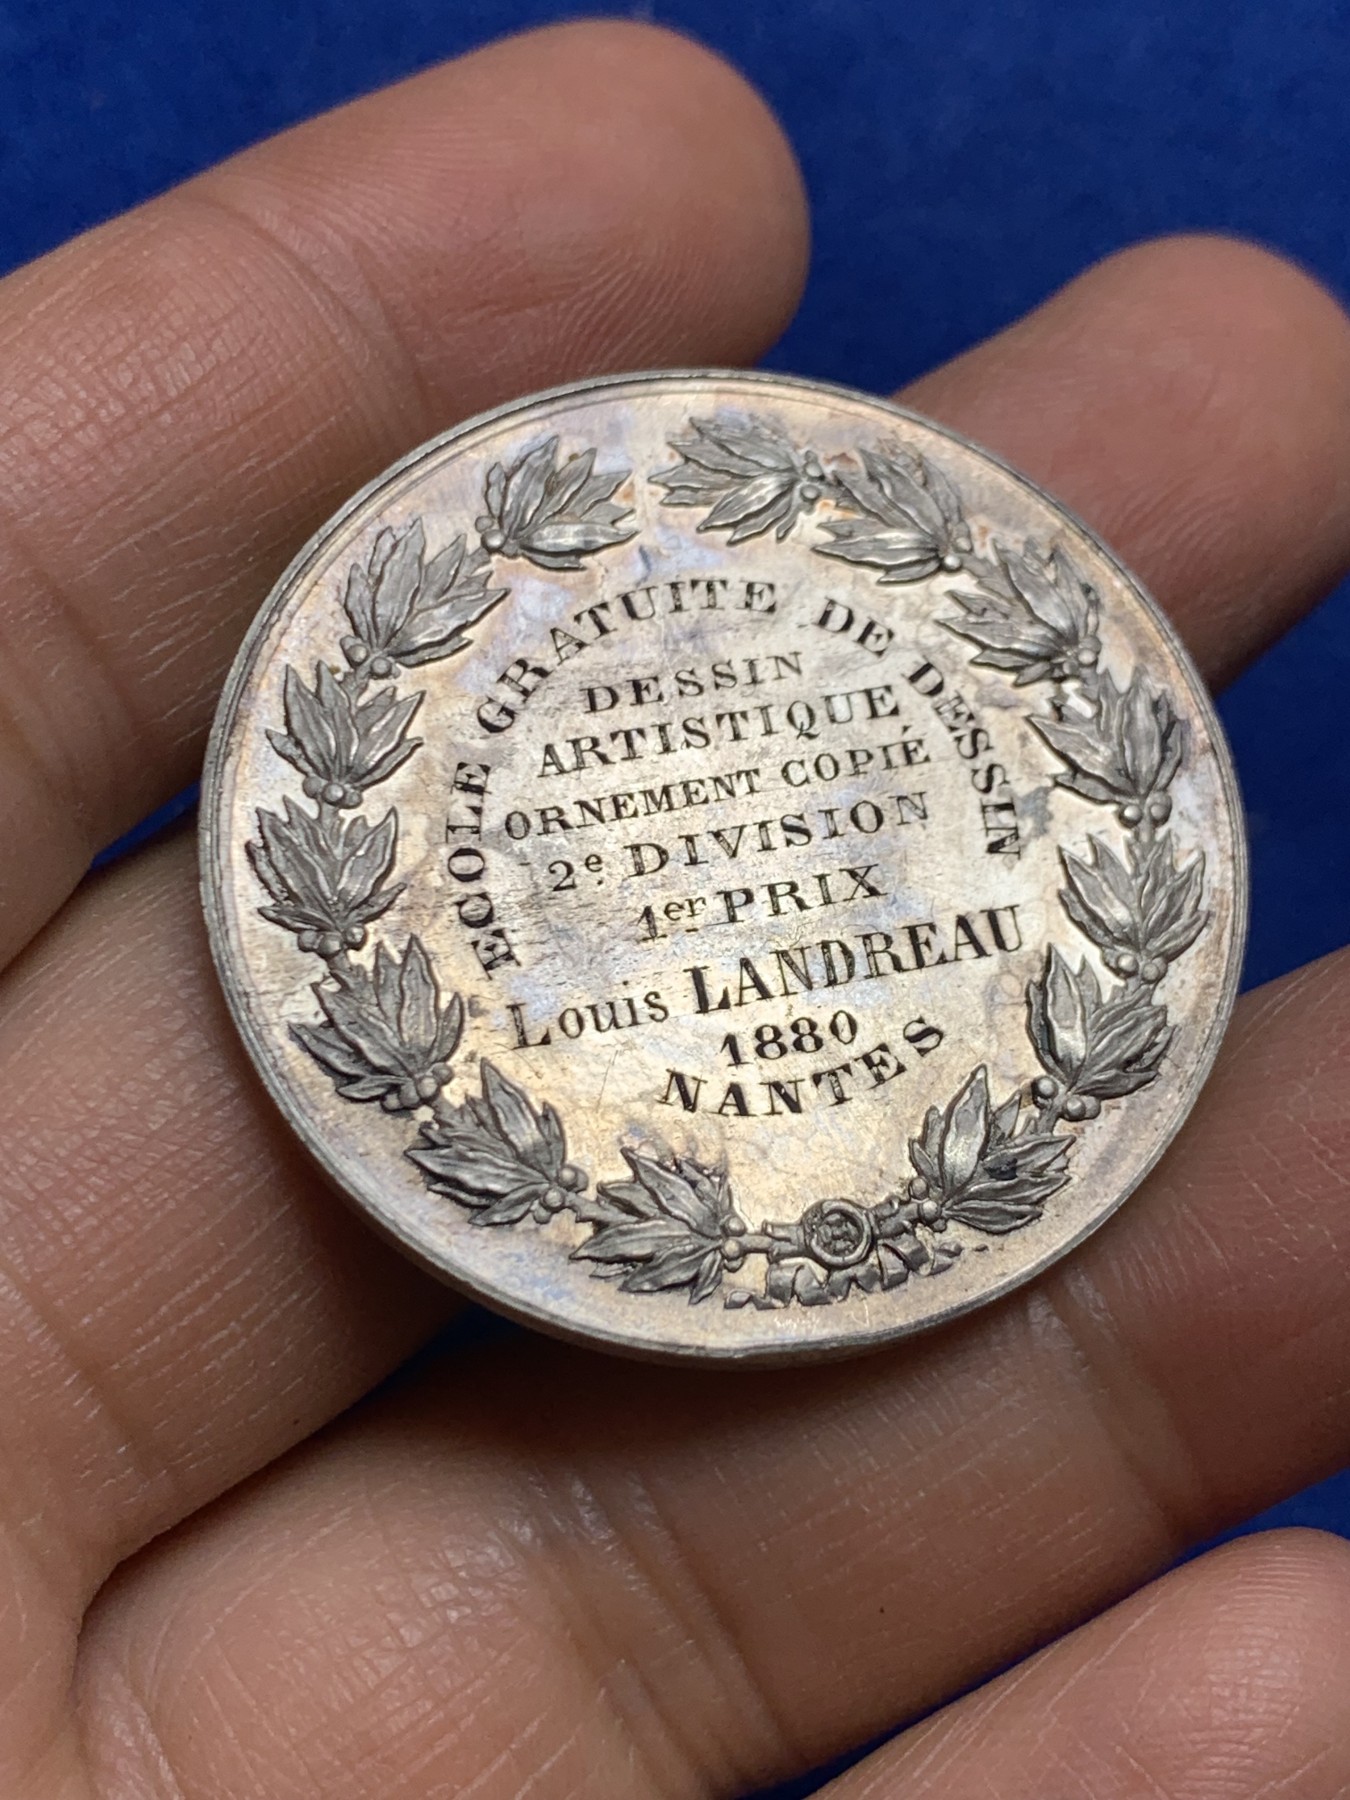 ECOLE GRATUITE DE DESSIN
DESSIN
ARTISTIQUE
ORNEMENT COPIÉ
2e. DIVISION
1er PRIX
Louis LANDREAU
1880
NANTES